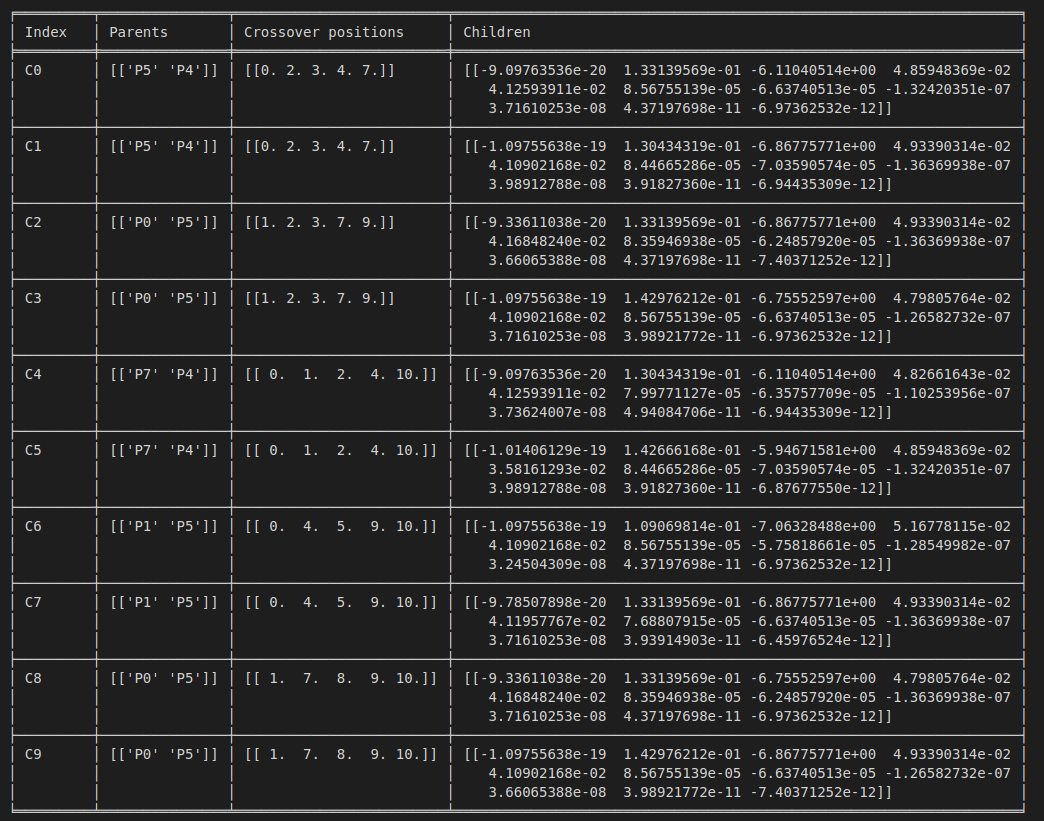 Index Parents Crossover positions Children
C0 [['P5' 'P4']] [[0. 2. 3. 4. 7.]] [[-9.09763536e-20 1.33139569e-01 -6.11040514e+00 4.85948369e-02
4.12593911e-02 8.56755139e-05 -6.63740513e-05 -1.32420351e-07
3.71610253e-08 4.37197698e-11 -6.97362532e-12]]
C1 [['P5' 'P4']] [[0. 2. 3. 4. 7.]] [[-1.09755638e-19 1.30434319e-01 -6.86775771e+00 4.93390314e-02
4.10902168e-02 8.44665286e-05 -7.03590574e-05 -1.36369938e-07
3.98912788e-08 3.91827360e-11 -6.94435309e-12]]
C2 [['P0' 'P5']] [[1. 2. 3. 7. 9.]] [[-9.33611038e-20 1.33139569e-01 -6.86775771e+00 4.93390314e-02
4.16848240e-02 8.35946938e-05 -6.24857920e-05 -1.36369938e-07
3.66065388e-08 4.37197698e-11 -7.40371252e-12]]
C3 [['P0' 'P5']] [[1. 2. 3. 7. 9.]] [[-1.09755638e-19 1.42976212e-01 -6.75552597e+00 4.79805764e-02
4.10902168e-02 8.56755139e-05 -6.63740513e-05 -1.26582732e-07
3.71610253e-08 3.98921772e-11 -6.97362532e-12]]
C4 [['P7' 'P4']] [[ 0. 1. 2. 4. 10.]] [[-9.09763536e-20 1.30434319e-01 -6.11040514e+00 4.82661643e-02
4.12593911e-02 7.99771127e-05 -6.35757709e-05 -1.10253956e-07
3.73624007e-08 4.94084706e-11 -6.94435309e-12]]
C5 [['P7' 'P4']] [[ 0. 1. 2. 4. 10.]] [[-1.01406129e-19 1.42666168e-01 -5.94671581e+00 4.85948369e-02
3.58161293e-02 8.44665286e-05 -7.03590574e-05 -1.32420351e-07
3.98912788e-08 3.91827360e-11 -6.87677550e-12]]
C6 [['P1' 'P5']] [[ 0. 4. 5. 9. 10.]] [[-1.09755638e-19 1.09069814e-01 -7.06328488e+00 5.16778115e-02
4.10902168e-02 8.56755139e-05 -5.75818661e-05 -1.28549982e-07
3.24504309e-08 4.37197698e-11 -6.97362532e-12]]
C7 [['P1' 'P5']] [[ 0. 4. 5. 9. 10.]] [[-9.78507898e-20 1.33139569e-01 -6.86775771e+00 4.93390314e-02
4.11957767e-02 7.68807915e-05 -6.63740513e-05 -1.36369938e-07
3.71610253e-08 3.93914903e-11 -6.45976524e-12]]
C8 [['P0' 'P5']] [[ 1. 7. 8. 9. 10.]] [[-9.33611038e-20 1.33139569e-01 -6.75552597e+00 4.79805764e-02
4.16848240e-02 8.35946938e-05 -6.24857920e-05 -1.36369938e-07
3.71610253e-08 4.37197698e-11 -6.97362532e-12]]
C9 [['P0' 'P5']] [[ 1. 7. 8. 9. 10.]] [[-1.09755638e-19 1.42976212e-01 -6.86775771e+00 4.93390314e-02
4.10902168e-02 8.56755139e-05 -6.63740513e-05 -1.26582732e-07
3.66065388e-08 3.98921772e-11 -7.40371252e-12]]